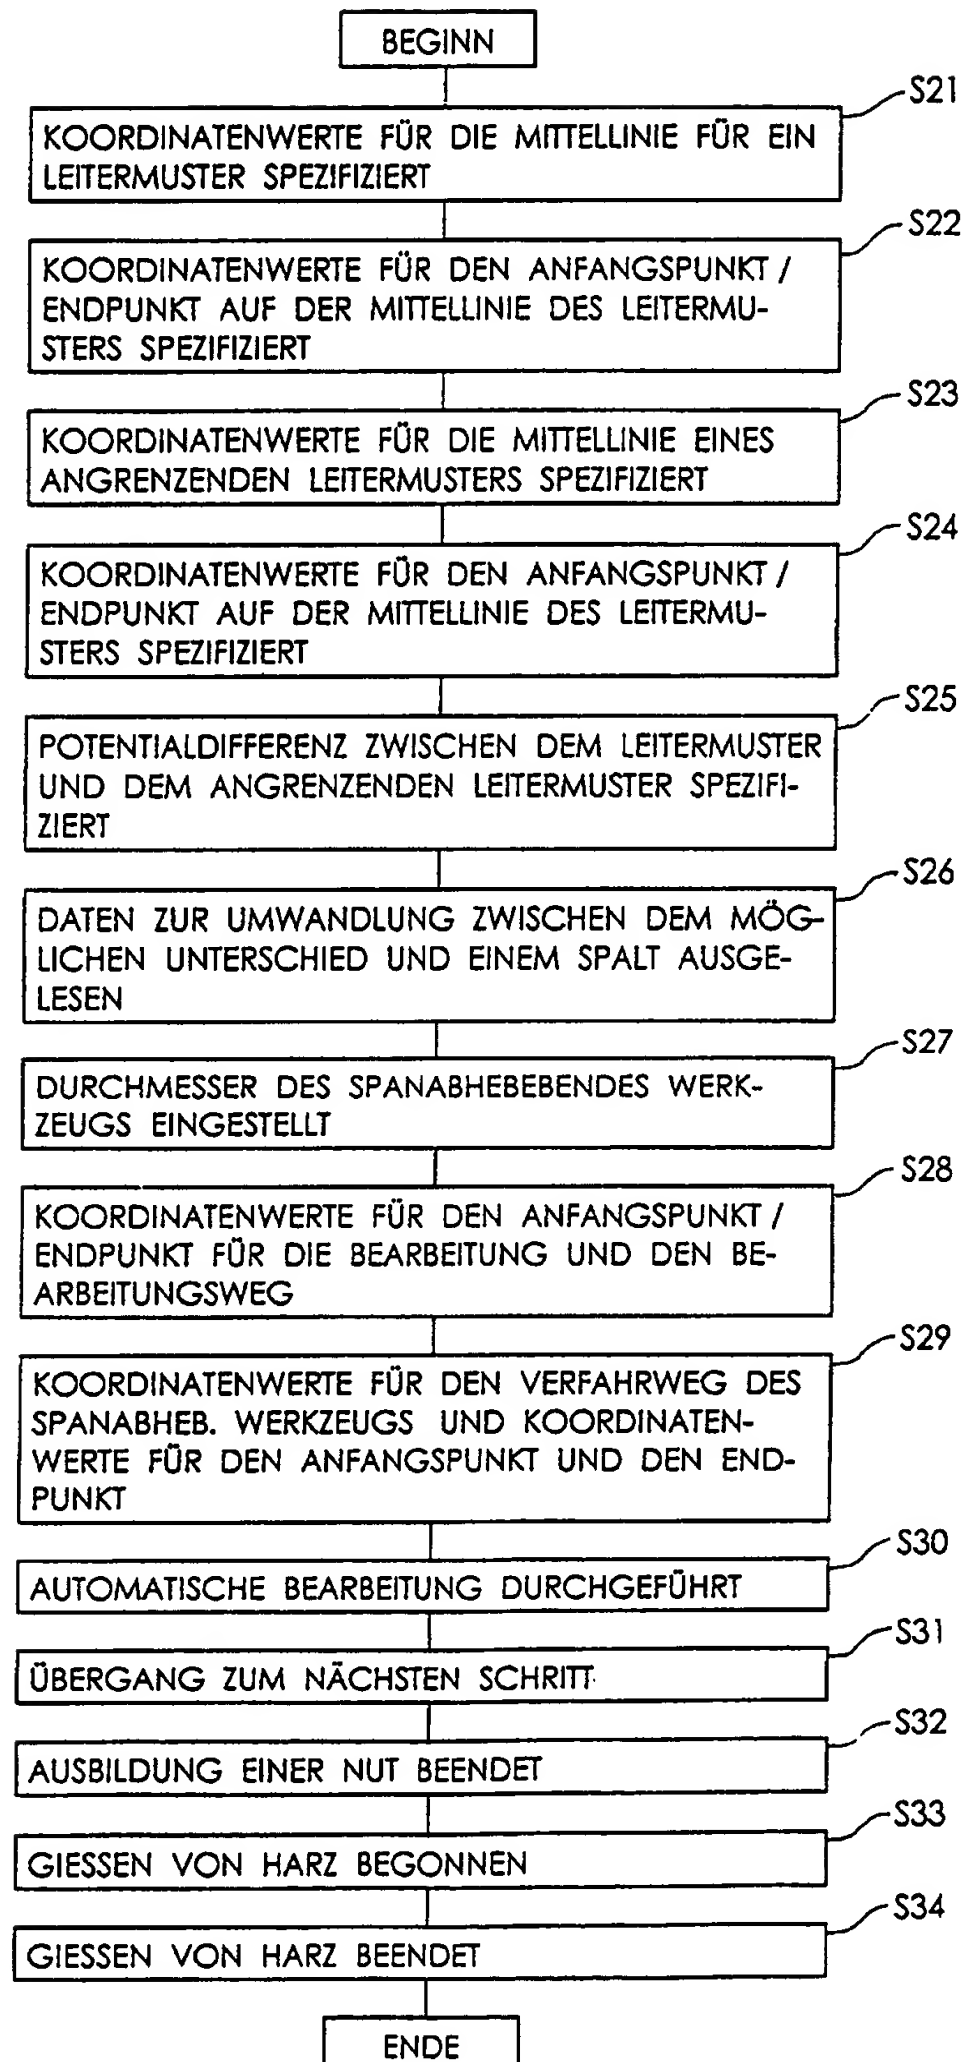 BEGINN
S21
KOORDINATENWERTE FÜR DIE MITTELLINIE FÜR EIN
LEITERMUSTER SPEZIFIZIERT
S22
KOORDINATENWERTE FÜR DEN ANFANGSPUNKT /
ENDPUNKT AUF DER MITTELLINIE DES LEITERMU-
STERS SPEZIFIZIERT
S23
KOORDINATENWERTE FÜR DIE MITTELLINIE EINES
ANGRENZENDEN LEITERMUSTERS SPEZIFIZIERT
S24
KOORDINATENWERTE FÜR DEN ANFANGSPUNKT /
ENDPUNKT AUF DER MITTELLINIE DES LEITERMU-
STERS SPEZIFIZIERT
S25
POTENTIALDIFFERENZ ZWISCHEN DEM LEITERMUSTER
UND DEM ANGRENZENDEN LEITERMUSTER SPEZIFI-
ZIERT
S26
DATEN ZUR UMWANDLUNG ZWISCHEN DEM MÖG-
LICHEN UNTERSCHIED UND EINEM SPALT AUSGE-
LESEN
S27
DURCHMESSER DES SPANABHEBEBENDES WERK-
ZEUGS EINGESTELLT
S28
KOORDINATENWERTE FÜR DEN ANFANGSPUNKT /
ENDPUNKT FÜR DIE BEARBEITUNG UND DEN BE-
ARBEITUNGSWEG
S29
KOORDINATENWERTE FÜR DEN VERFAHRWEG DES
SPANABHEB. WERKZEUGS UND KOORDINATEN-
WERTE FÜR DEN ANFANGSPUNKT UND DEN END-
PUNKT
S30
AUTOMATISCHE BEARBEITUNG DURCHGEFÜHRT
S31
ÜBERGANG ZUM NÄCHSTEN SCHRITT
S32
AUSBILDUNG EINER NUT BEENDET
S33
GIESSEN VON HARZ BEGONNEN
S34
GIESSEN VON HARZ BEENDET
ENDE